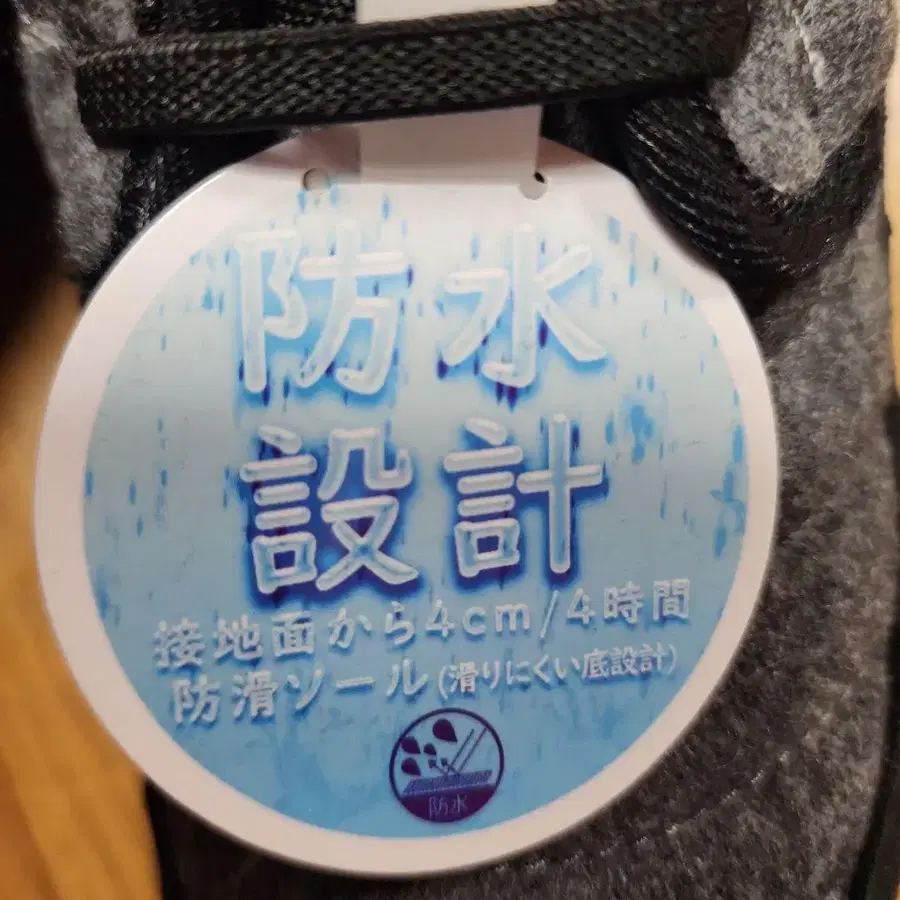 防水
設計
接地面から4cm/4時間
防滑ソール(滑りにくい底設計)
防水